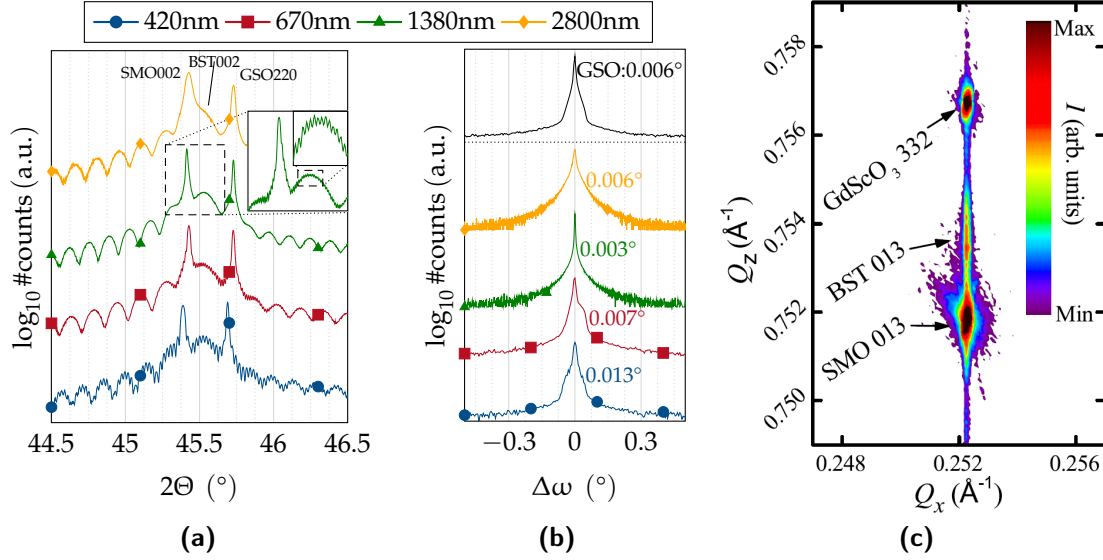 420nm 670nm 1380nm 2800nm
(a)
log10 #counts (a.u.)
SMO002 BST002 GSO220
44.5 45 45.5 46 46.5
2Θ (°)
(b)
log10 #counts (a.u.)
GSO:0.006°
0.006°
0.003°
0.007°
0.013°
−0.3 0 0.3
Δω (°)
(c)
Qz (Å-1)
0.758
0.756
0.754
0.752
0.750
GdScO3 332
BST 013
SMO 013
Max
I (arb. units)
Min
0.248 0.252 0.256
Qx (Å-1)